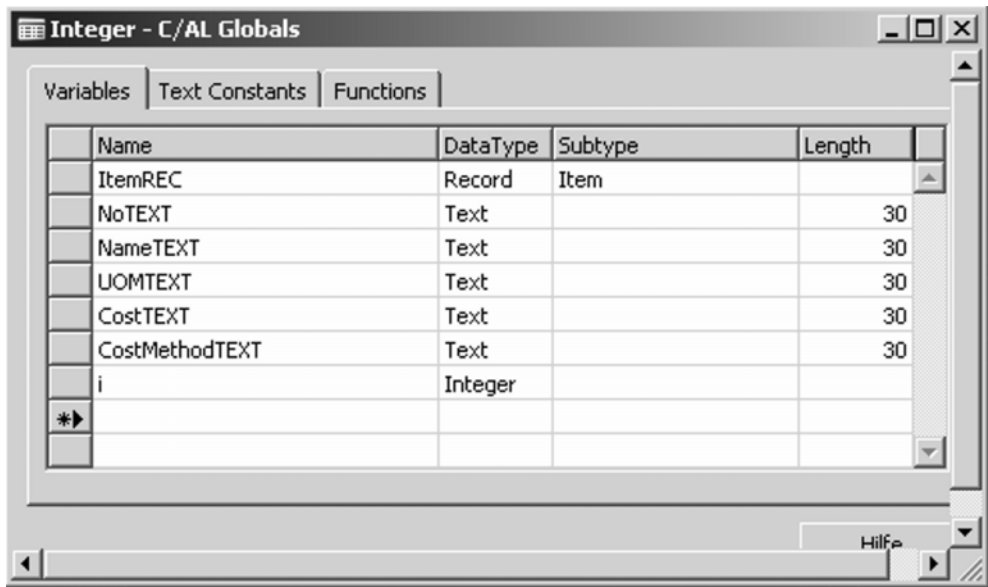 Integer - C/AL Globals
Variables Text Constants Functions
Name DataType Subtype Length
ItemREC Record Item
NoTEXT Text 30
NameTEXT Text 30
UOMTEXT Text 30
CostTEXT Text 30
CostMethodTEXT Text 30
i Integer
Hilfe